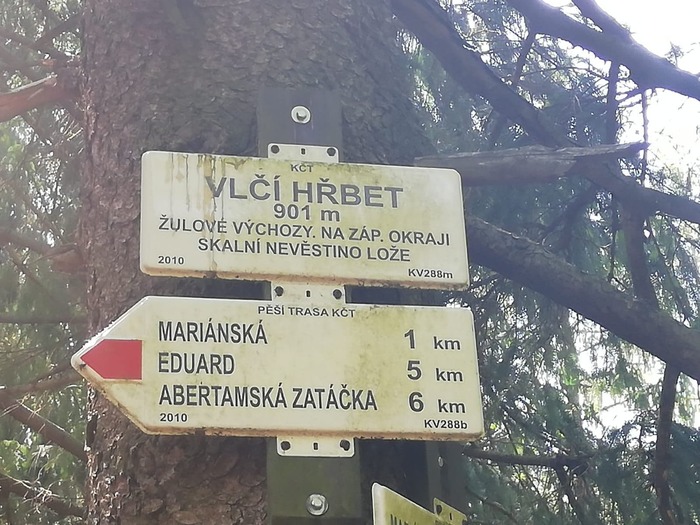 KČT
VLČÍ HŘBET
901 m
ŽULOVÉ VÝCHOZY. NA ZÁP. OKRAJI
SKALNÍ NEVĚSTINO LOŽE
2010 KV288m
PĚŠÍ TRASA KČT
MARIÁNSKÁ 1 km
EDUARD 5 km
ABERTAMSKÁ ZATÁČKA 6 km
2010 KV288b